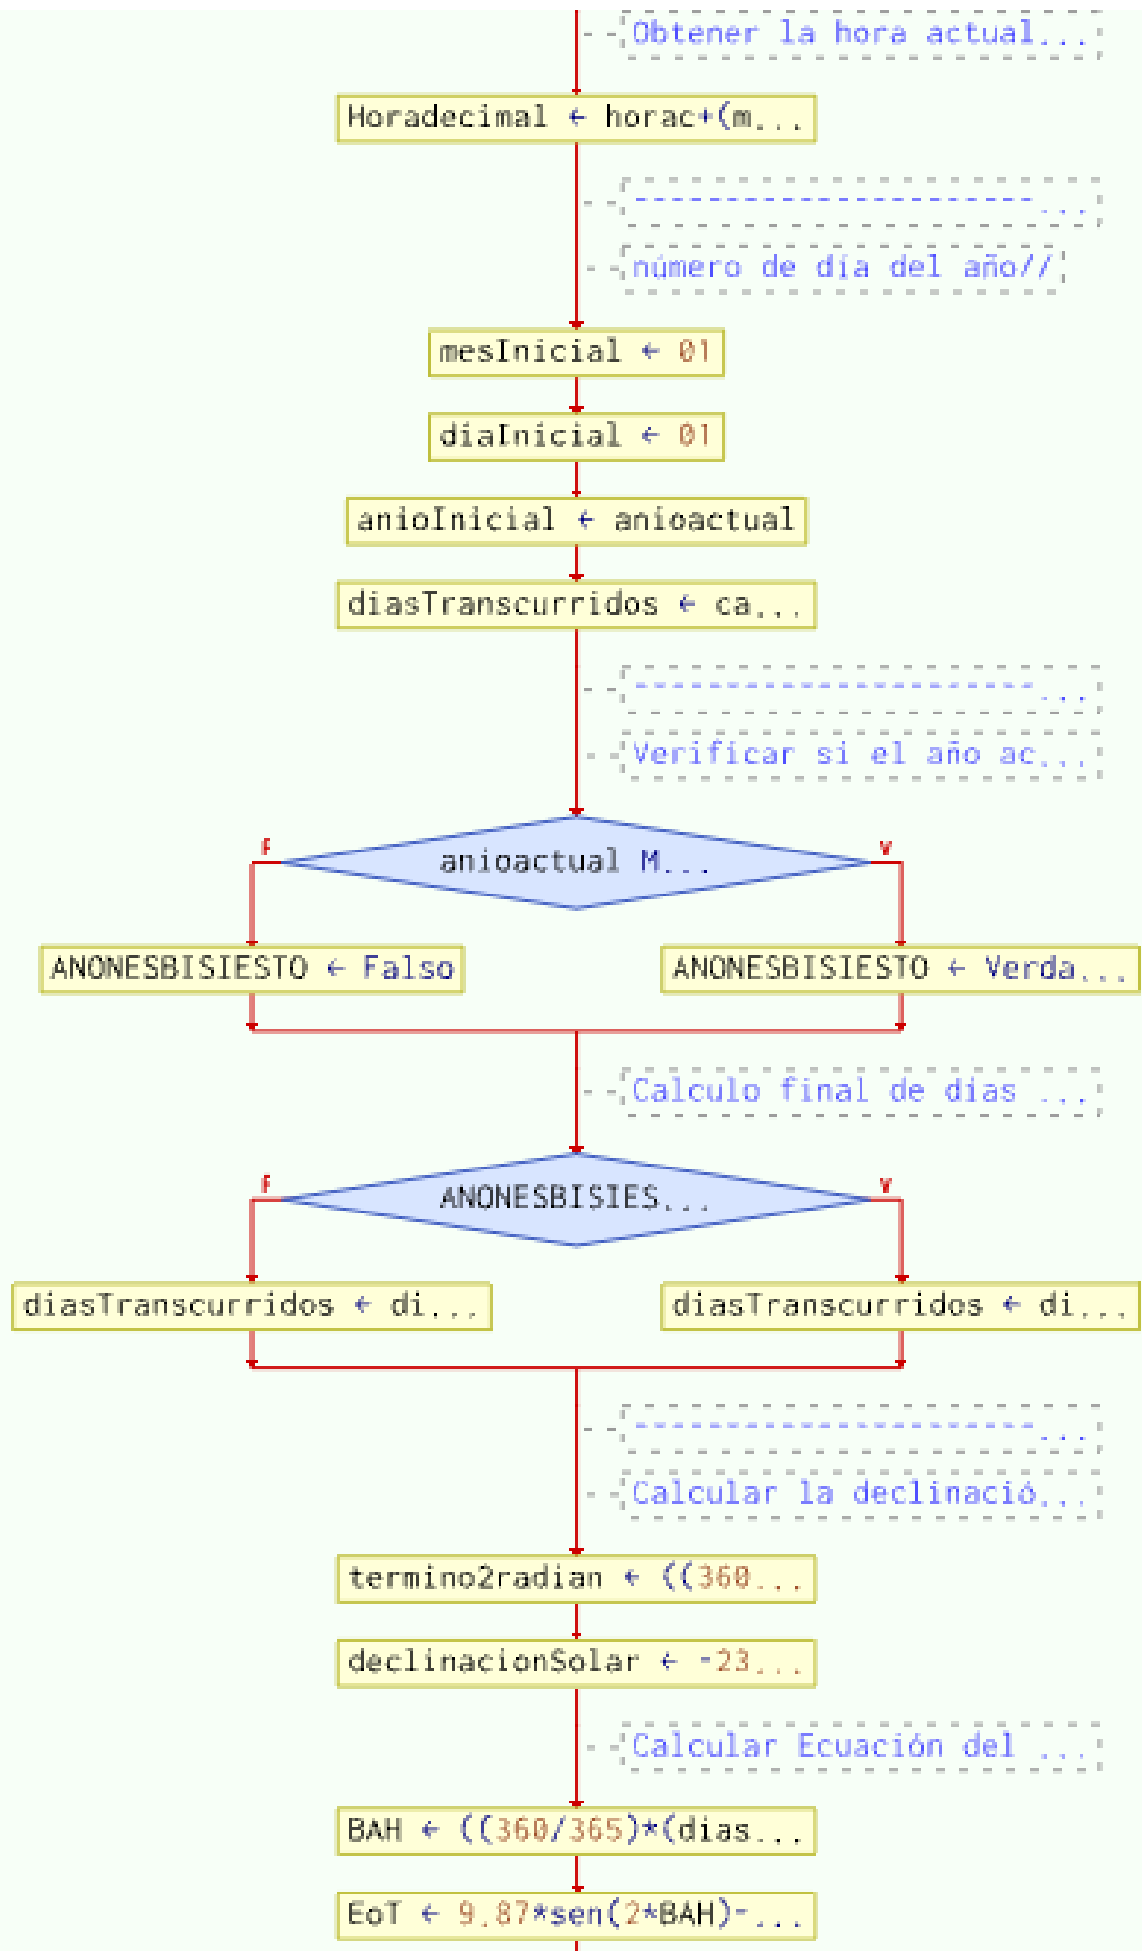 Obtener la hora actual...
Horadecimal ← horac+(m...
----------------------...
número de día del año//
mesInicial ← 01
diaInicial ← 01
anioInicial ← anioactual
diasTranscurridos ← ca...
----------------------...
Verificar si el año ac...
anioactual M...
F
V
ANONESBISIESTO ← Falso
ANONESBISIESTO ← Verda...
Calculo final de dias ...
ANONESBISIES...
F
V
diasTranscurridos ← di...
diasTranscurridos ← di...
----------------------...
Calcular la declinació...
termino2radian ← ((360...
declinacionSolar ← -23...
Calcular Ecuación del ...
BAH ← ((360/365)*(dias...
EoT ← 9.87*sen(2*BAH)-...